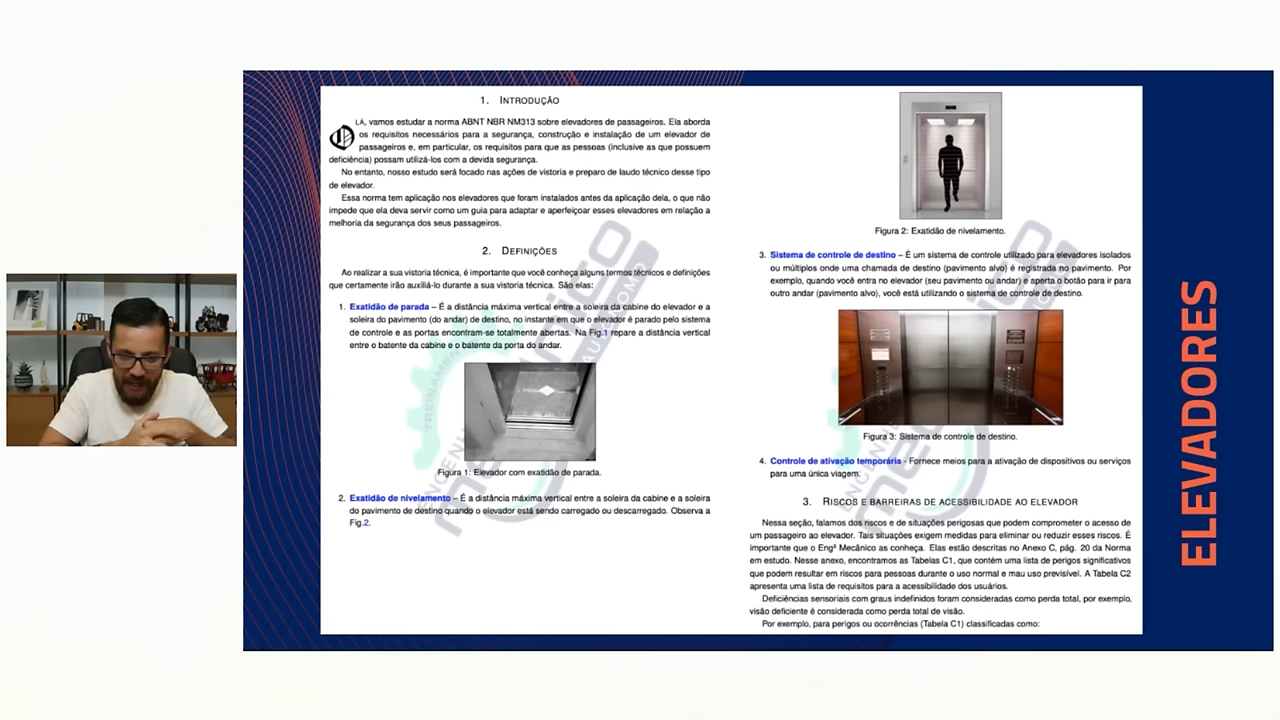 1. INTRODUÇÃO
OLÁ, vamos estudar a norma ABNT NBR NM313 sobre elevadores de passageiros. Ela aborda
os requisitos necessários para a segurança, construção e instalação de um elevador de
passageiros e, em particular, os requisitos para que as pessoas (inclusive as que possuem
deficiência) possam utilizá-los com a devida segurança.
No entanto, nosso estudo será focado nas ações de vistoria e preparo de laudo técnico desse tipo
de elevador.
Essa norma tem aplicação nos elevadores que foram instalados antes da aplicação dela, o que não
impede que ela deva servir como um guia para adaptar e aperfeiçoar esses elevadores em relação a
melhoria da segurança dos seus passageiros.
2. DEFINIÇÕES
Ao realizar a sua vistoria técnica, é importante que você conheça alguns termos técnicos e definições
que certamente irão auxiliá-lo durante a sua vistoria técnica. São elas:
1. Exatidão de parada – É a distância máxima vertical entre a soleira da cabine do elevador e a
soleira do pavimento (do andar) de destino, no instante em que o elevador é parado pelo sistema
de controle e as portas encontram-se totalmente abertas. Na Fig.1 repare a distância vertical
entre o batente da cabine e o batente da porta do andar.
Figura 1: Elevador com exatidão de parada.
2. Exatidão de nivelamento – É a distância máxima vertical entre a soleira da cabine e a soleira
do pavimento de destino quando o elevador está sendo carregado ou descarregado. Observa a
Fig.2.
Figura 2: Exatidão de nivelamento.
3. Sistema de controle de destino – É um sistema de controle utilizado para elevadores isolados
ou múltiplos onde uma chamada de destino (pavimento alvo) é registrada no pavimento. Por
exemplo, quando você entra no elevador (seu pavimento ou andar) e aperta o botão para ir para
outro andar (pavimento alvo), você está utilizando o sistema de controle de destino.
Figura 3: Sistema de controle de destino.
4. Controle de ativação temporária - Fornece meios para a ativação de dispositivos ou serviços
para uma única viagem.
3. RISCOS E BARREIRAS DE ACESSIBILIDADE AO ELEVADOR
Nessa seção, falamos dos riscos e de situações perigosas que podem comprometer o acesso de
um passageiro ao elevador. Tais situações exigem medidas para eliminar ou reduzir esses riscos. É
importante que o Engº Mecânico as conheça. Elas estão descritas no Anexo C, pág. 20 da Norma
em estudo. Nesse anexo, encontramos as Tabelas C1, que contém uma lista de perigos significativos
que podem resultar em riscos para pessoas durante o uso normal e mau uso previsível. A Tabela C2
apresenta uma lista de requisitos para a acessibilidade dos usuários.
Deficiências sensoriais com graus indefinidos foram consideradas como perda total, por exemplo,
visão deficiente é considerada como perda total de visão.
Por exemplo, para perigos ou ocorrências (Tabela C1) classificadas como:
ELEVADORES